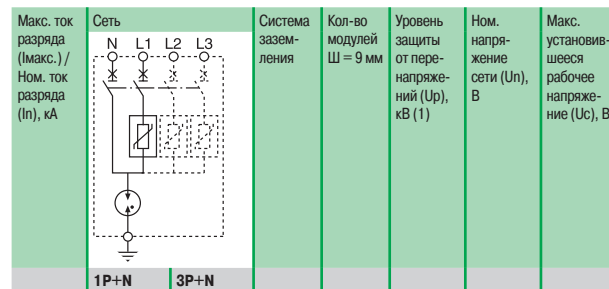 Макс. ток
разряда
(Iмакс.) /
Ном. ток
разряда
(In), кА
Сеть
N L1 L2 L3
Система
зазем-
ления
Кол-во
модулей
Ш = 9 мм
Уровень
защиты
от пере-
напряже-
ний (Up),
кВ (1)
Ном.
напря-
жение
сети (Un),
В
Макс.
установив-
шееся
рабочее
напряже-
ние (Uc), В
1P+N 3P+N